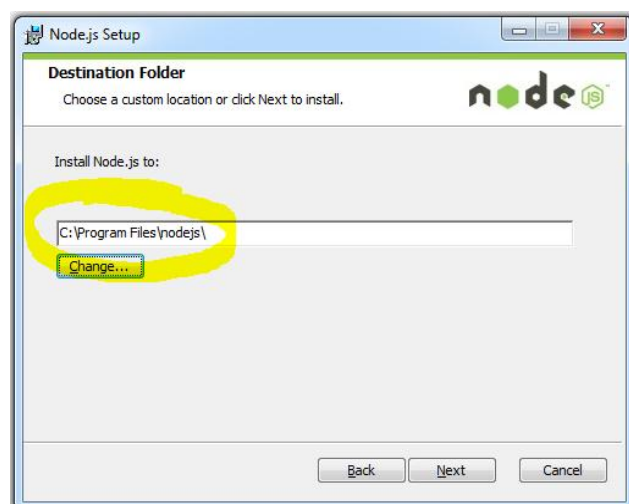 Node.js Setup
Destination Folder
Choose a custom location or click Next to install.
node JS
Install Node.js to:
C:\Program Files\nodejs\
Change...
Back Next Cancel